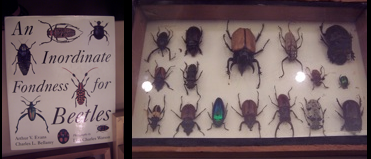 An
Inordinate
Fondness for
Beetles
Arthur V. Evans
Charles L. Bellamy